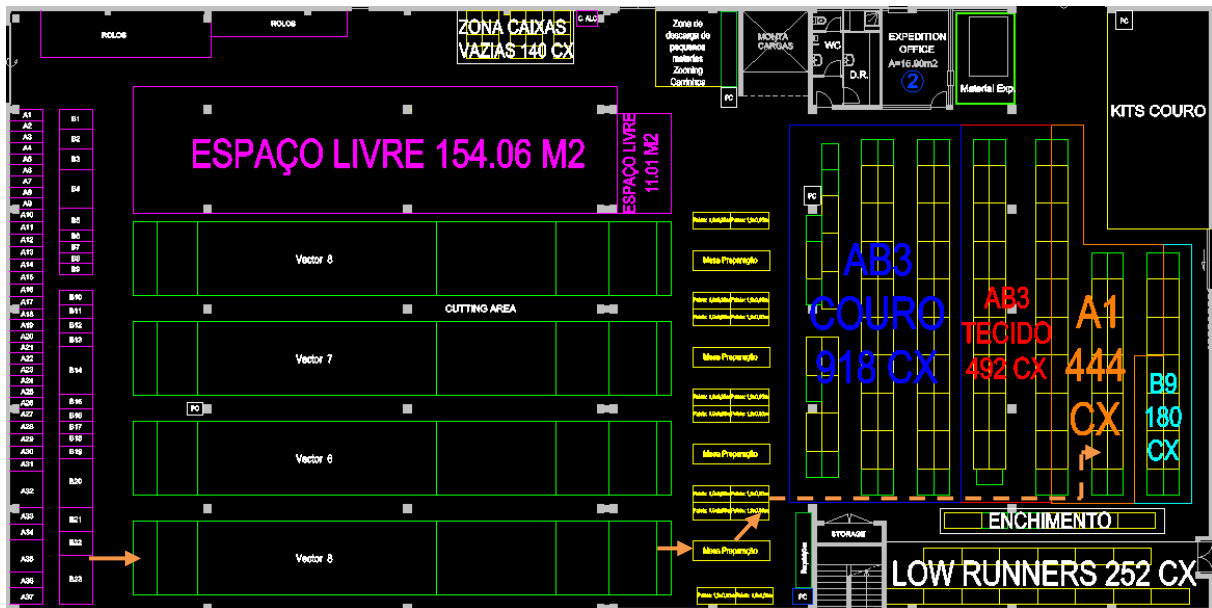 ROLOS
ROLOS
ZONA CAIXAS
VAZIAS 140 CX
C. ALC
Zona de
descarga de
pequenos
materias
Zooning
Carrinhos
PC
MONTA
CARGAS
WC
D.R.
EXPEDITION
OFFICE
A=15.90m2
2
Material Exp.
PC
KITS COURO
A1
A2
A3
A4
A5
A6
A7
A8
A9
A10
A11
A12
A13
A14
A15
A16
A17
A18
A19
A20
A21
A22
A23
A24
A25
A26
A27
A28
A29
A30
A31
A32
A33
A34
A35
A36
A37
B1
B2
B3
B4
B5
B6
B7
B8
B9
B10
B11
B12
B13
B14
B15
B16
B17
B18
B19
B20
B21
B22
B23
ESPAÇO LIVRE 154.06 M2
ESPAÇO LIVRE
11.01 M2
Vector 8
CUTTING AREA
Vector 7
PC
Vector 6
Vector 8
Mesa Preparação
Mesa Preparação
Mesa Preparação
Mesa Preparação
PC
AB3
COURO
918 CX
AB3
TECIDO
492 CX
A1
444
CX
B9
180
CX
ENCHIMENTO
STORAGE
PC
LOW RUNNERS 252 CX